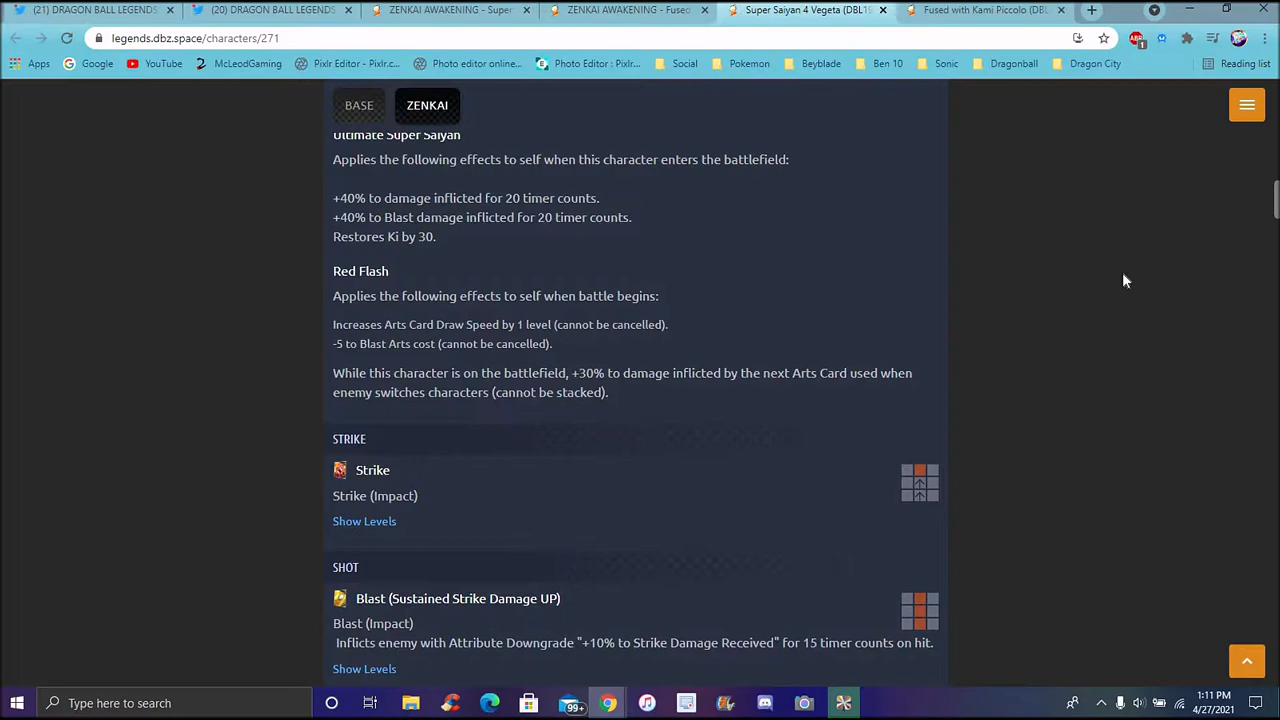 (21) DRAGON BALL LEGENDS
(20) DRAGON BALL LEGENDS
ZENKAI AWAKENING - Super
ZENKAI AWAKENING - Fused
Super Saiyan 4 Vegeta (DBL19
Fused with Kami Piccolo (DBL
legends.dbz.space/characters/271
Apps
Google
YouTube
McLeodGaming
Pixlr Editor - Pixlr.c...
Photo editor online...
Photo Editor : Pixlr...
Social
Pokemon
Beyblade
Ben 10
Sonic
Dragonball
Dragon City
Reading list
BASE
ZENKAI
Ultimate Super Saiyan
Applies the following effects to self when this character enters the battlefield:
+40% to damage inflicted for 20 timer counts.
+40% to Blast damage inflicted for 20 timer counts.
Restores Ki by 30.
Red Flash
Applies the following effects to self when battle begins:
Increases Arts Card Draw Speed by 1 level (cannot be cancelled).
-5 to Blast Arts cost (cannot be cancelled).
While this character is on the battlefield, +30% to damage inflicted by the next Arts Card used when
enemy switches characters (cannot be stacked).
STRIKE
Strike
Strike (Impact)
Show Levels
SHOT
Blast (Sustained Strike Damage UP)
Blast (Impact)
Inflicts enemy with Attribute Downgrade "+10% to Strike Damage Received" for 15 timer counts on hit.
Show Levels
Type here to search
99+
1:11 PM
4/27/2021